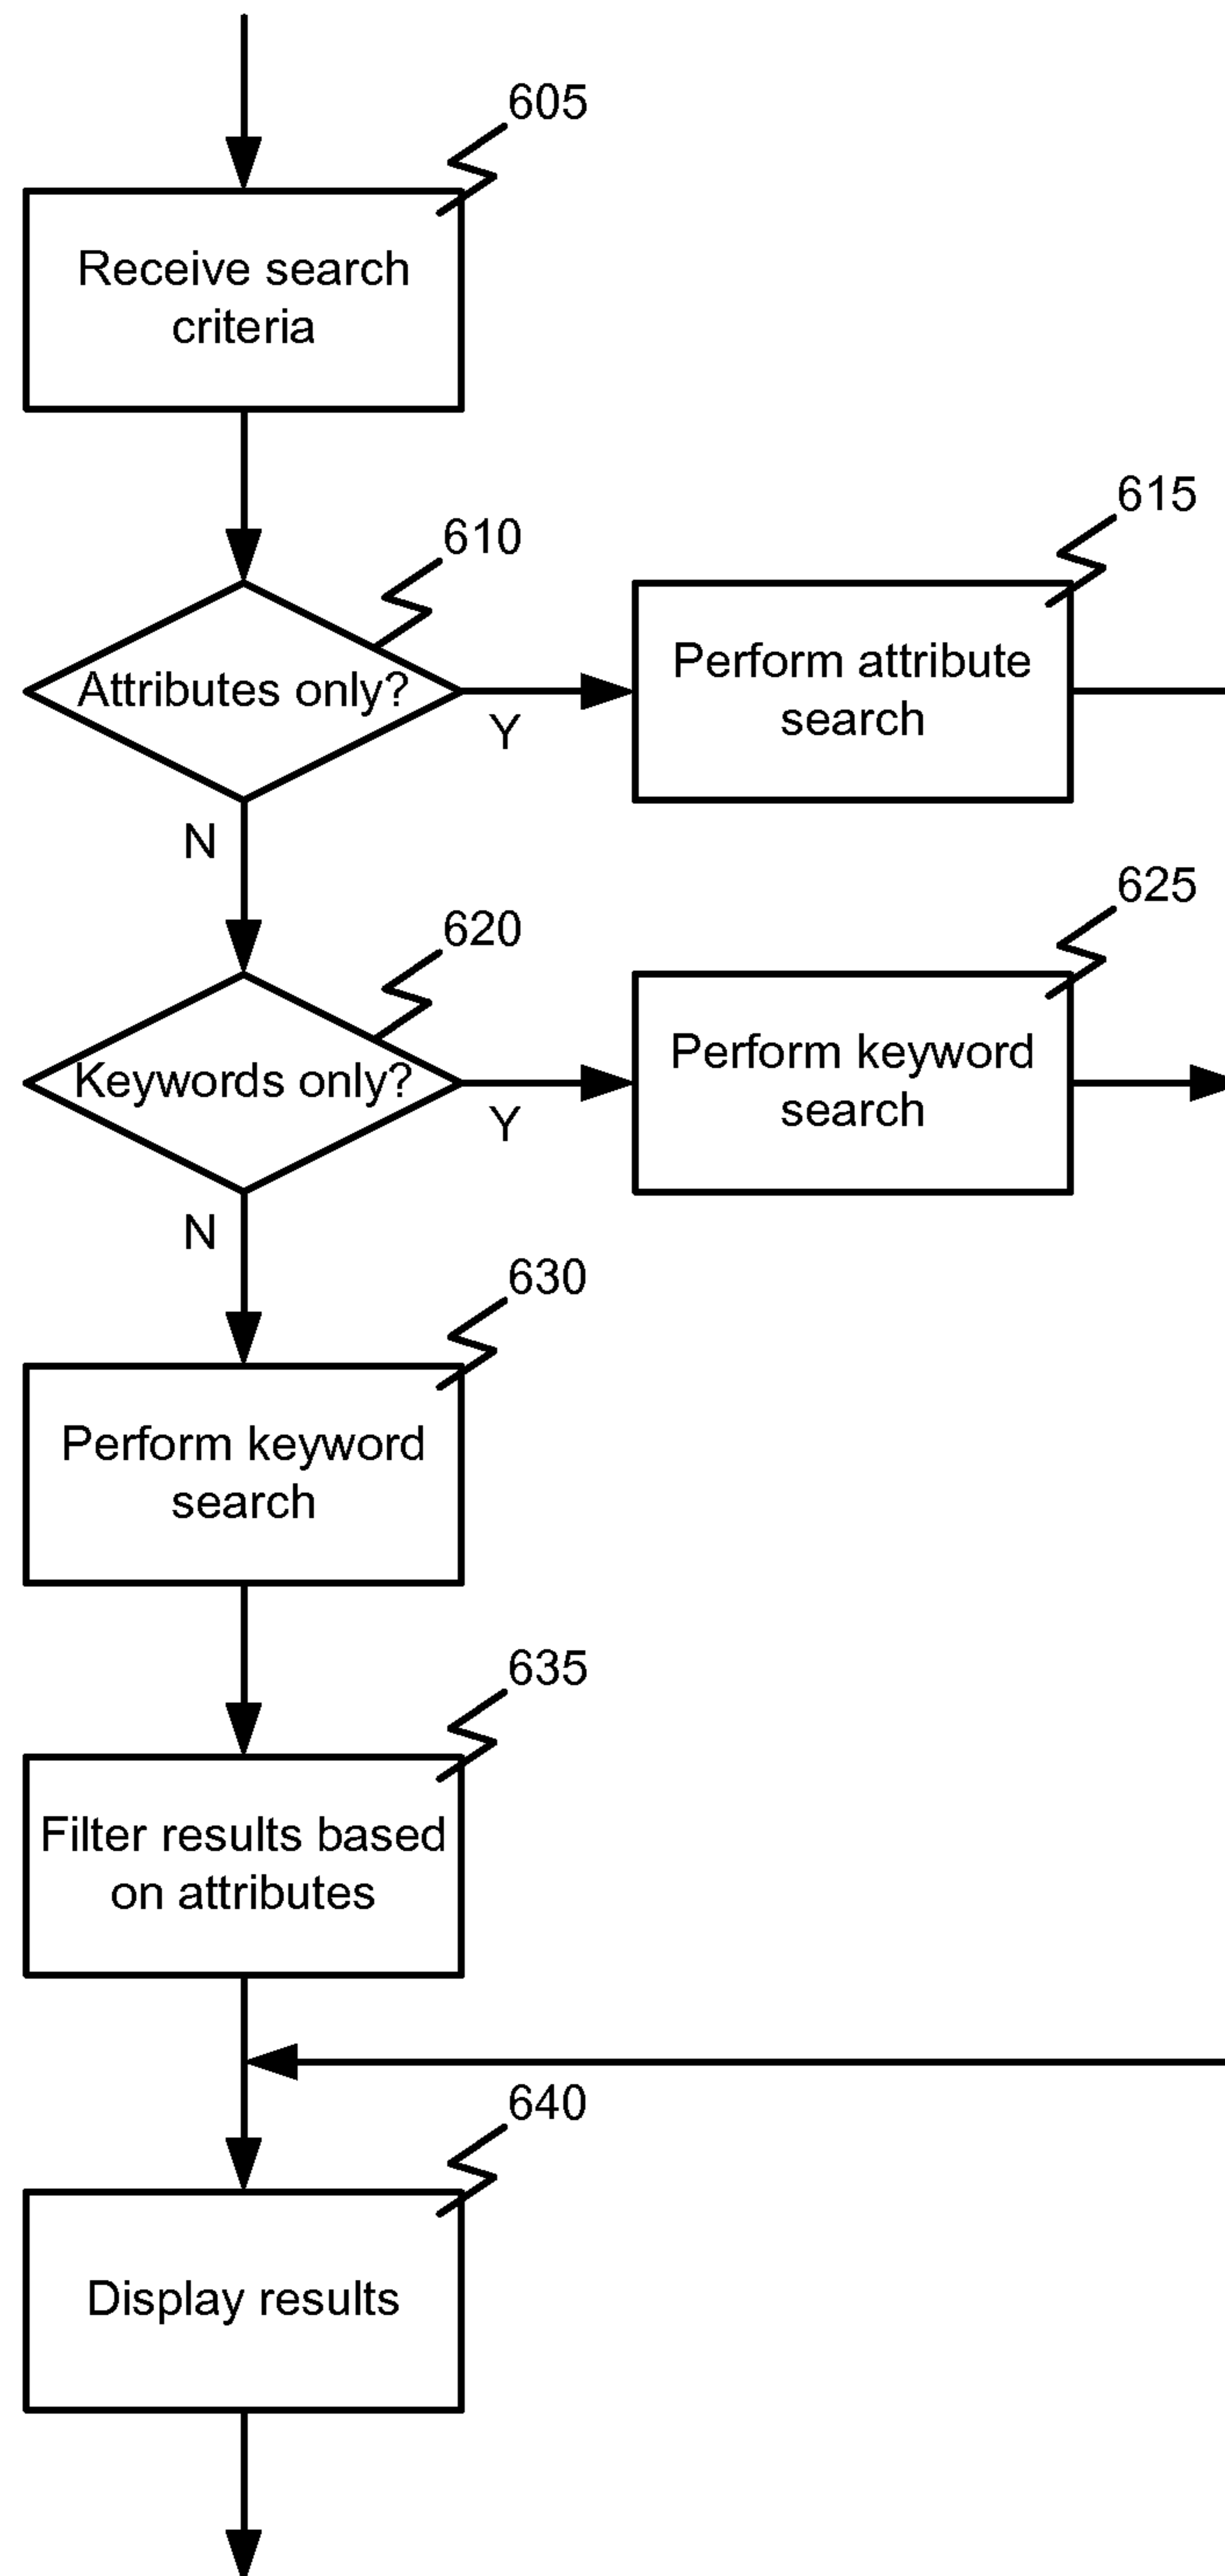 605
Receive search
criteria
610
Attributes only?
Y
N
615
Perform attribute
search
620
Keywords only?
Y
N
625
Perform keyword
search
630
Perform keyword
search
635
Filter results based
on attributes
640
Display results